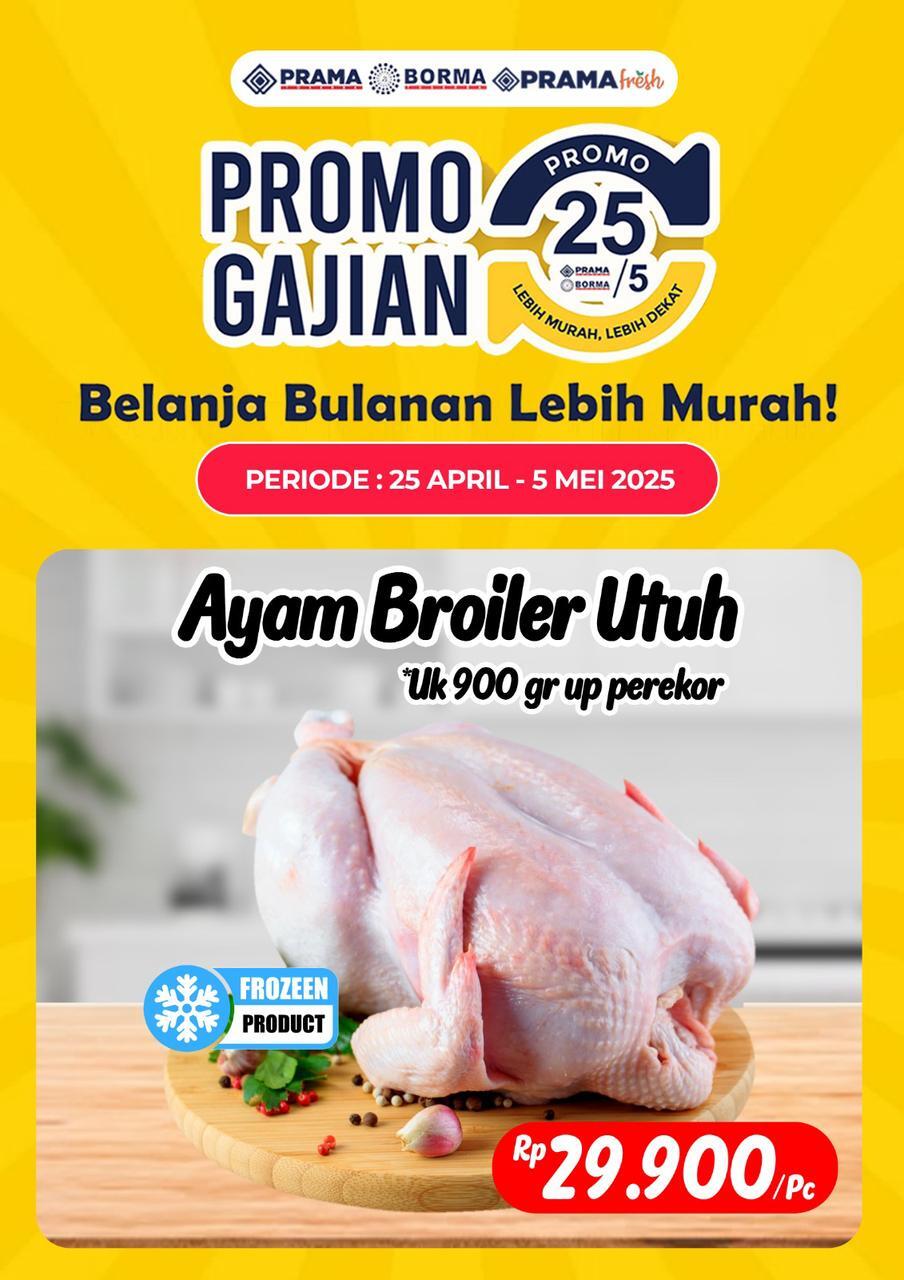 PRAMA BORMA PRAMA fresh
PROMO
GAJIAN
PROMO
25
PRAMA
BORMA
/5
LEBIH MURAH, LEBIH DEKAT
Belanja Bulanan Lebih Murah!
PERIODE : 25 APRIL - 5 MEI 2025
Ayam Broiler Utuh
*Uk 900 gr up perekor
FROZEEN
PRODUCT
Rp 29.900/Pc